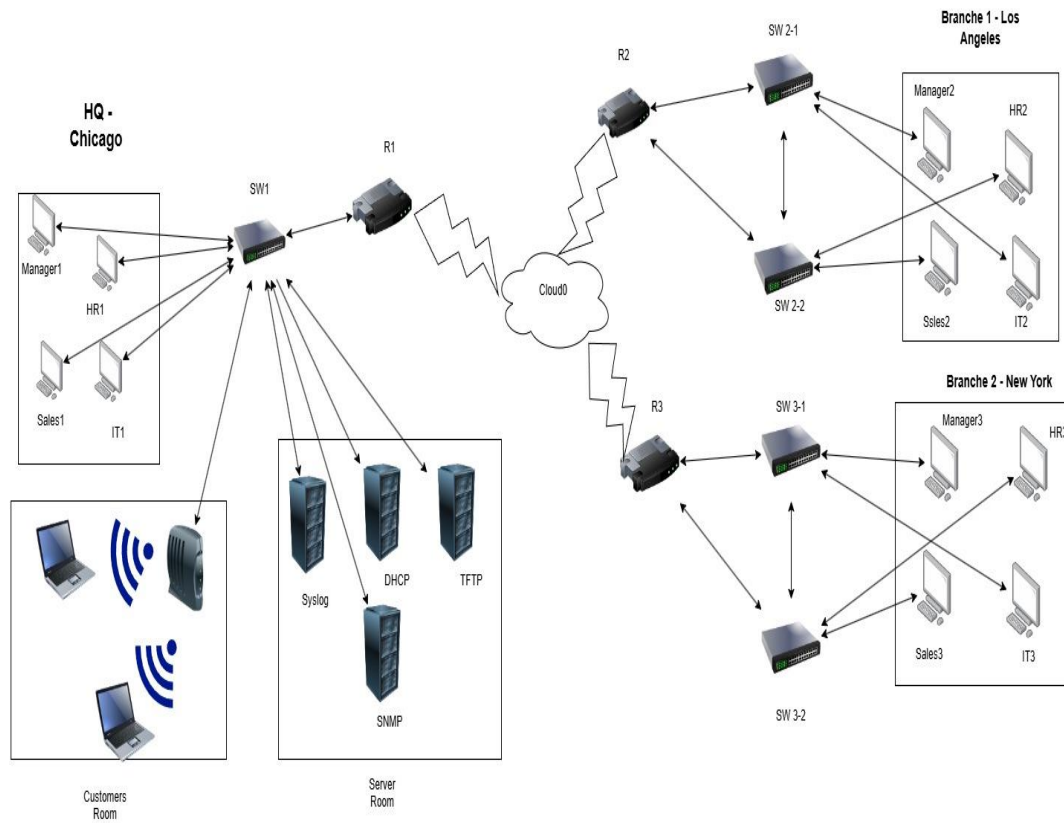 HQ -
Chicago
Manager1
HR1
Sales1
IT1
SW1
R1
Cloud0
Customers
Room
Syslog
DHCP
TFTP
SNMP
Server
Room
R2
SW 2-1
SW 2-2
Branche 1 - Los
Angeles
Manager2
HR2
Ssles2
IT2
R3
SW 3-1
SW 3-2
Branche 2 - New York
Manager3
HR3
Sales3
IT3